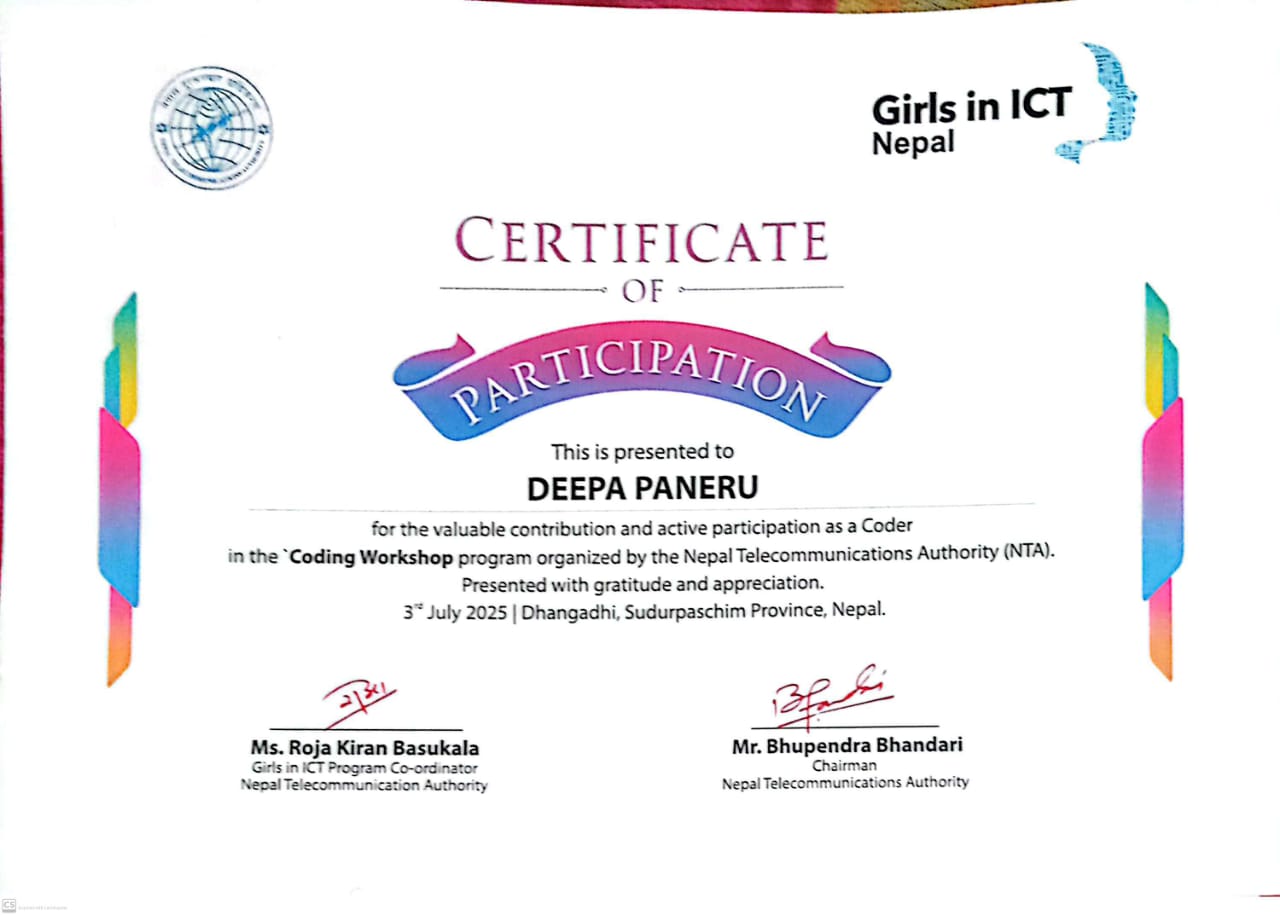 Girls in ICT
Nepal
CERTIFICATE
OF
PARTICIPATION
This is presented to
DEEPA PANERU
for the valuable contribution and active participation as a Coder
in the `Coding Workshop program organized by the Nepal Telecommunications Authority (NTA).
Presented with gratitude and appreciation.
3rd July 2025 | Dhangadhi, Sudurpaschim Province, Nepal.
Ms. Roja Kiran Basukala
Girls in ICT Program Co-ordinator
Nepal Telecommunication Authority
Mr. Bhupendra Bhandari
Chairman
Nepal Telecommunications Authority
CS